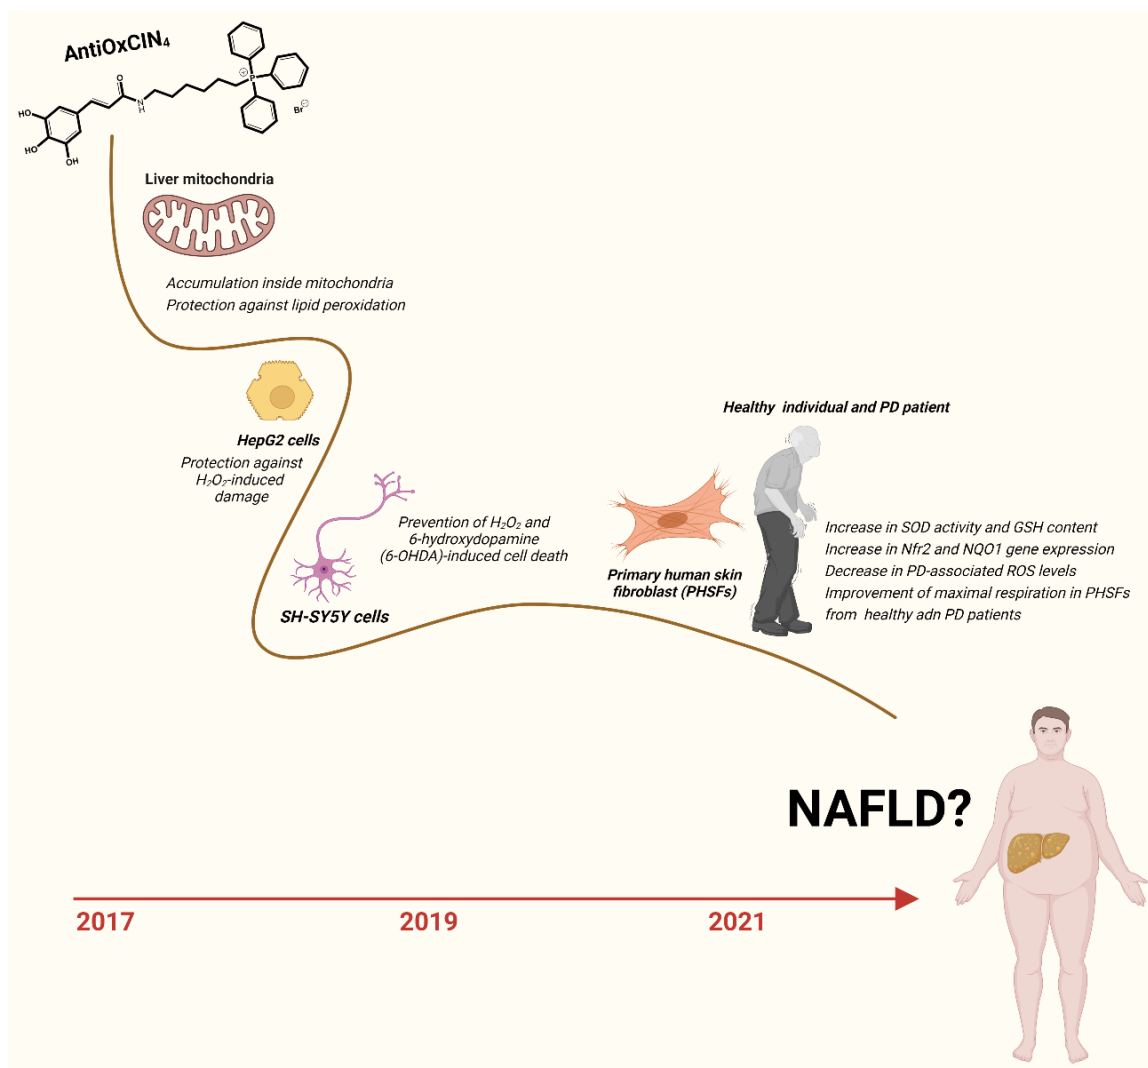 AntiOxCIN₄
O
N
H
P
⊕
Br⊖
HO
HO
OH
Liver mitochondria
Accumulation inside mitochondria
Protection against lipid peroxidation
HepG2 cells
Protection against
H₂O₂-induced
damage
Prevention of H₂O₂ and
6-hydroxydopamine
(6-OHDA)-induced cell death
SH-SY5Y cells
Primary human skin
fibroblast (PHSFs)
Healthy individual and PD patient
Increase in SOD activity and GSH content
Increase in Nfr2 and NQO1 gene expression
Decrease in PD-associated ROS levels
Improvement of maximal respiration in PHSFs
from healthy adn PD patients
NAFLD?
2017
2019
2021